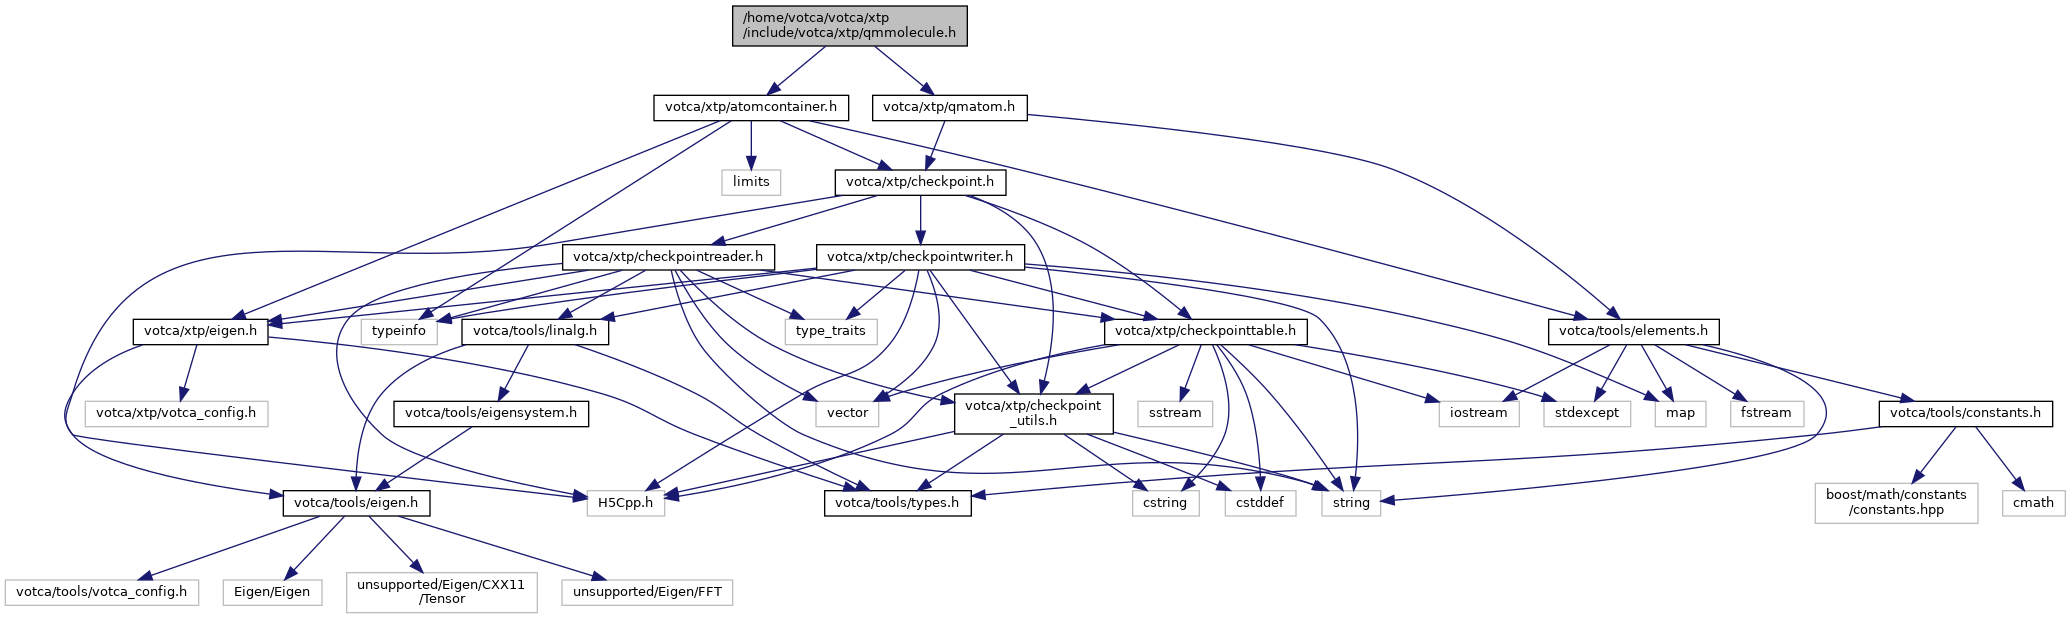 /home/votca/votca/xtp
/include/votca/xtp/qmmolecule.h
votca/xtp/atomcontainer.h
votca/xtp/qmatom.h
limits
votca/xtp/checkpoint.h
votca/xtp/checkpointreader.h
votca/xtp/checkpointwriter.h
votca/xtp/eigen.h
typeinfo
votca/tools/linalg.h
type_traits
votca/xtp/checkpointtable.h
votca/tools/elements.h
votca/xtp/votca_config.h
votca/tools/eigensystem.h
vector
votca/xtp/checkpoint
_utils.h
sstream
iostream
stdexcept
map
fstream
votca/tools/constants.h
votca/tools/eigen.h
H5Cpp.h
votca/tools/types.h
cstring
cstddef
string
boost/math/constants
/constants.hpp
cmath
votca/tools/votca_config.h
Eigen/Eigen
unsupported/Eigen/CXX11
/Tensor
unsupported/Eigen/FFT